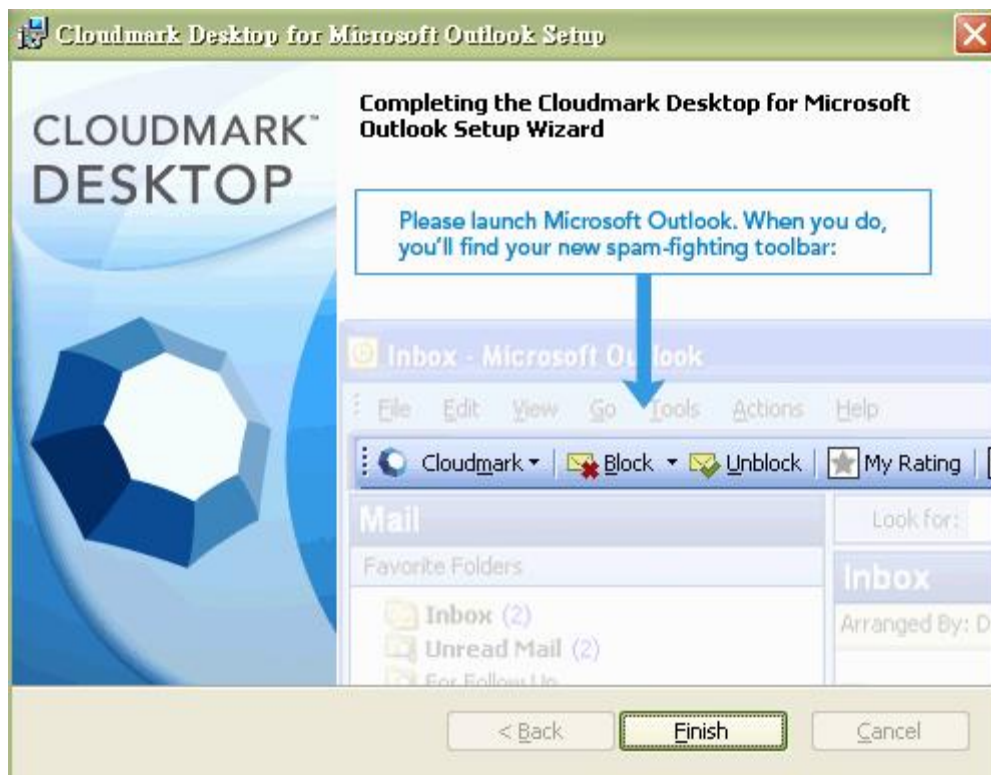 Cloudmark Desktop for Microsoft Outlook Setup
CLOUDMARK™
DESKTOP
Completing the Cloudmark Desktop for Microsoft
Outlook Setup Wizard
Please launch Microsoft Outlook. When you do,
you'll find your new spam-fighting toolbar:
Inbox - Microsoft Outlook
File Edit View Go Tools Actions Help
Cloudmark Block Unblock My Rating
Mail
Look for:
Favorite Folders
Inbox
Inbox (2)
Arranged By: D
Unread Mail (2)
For Follow Up
< Back Finish Cancel